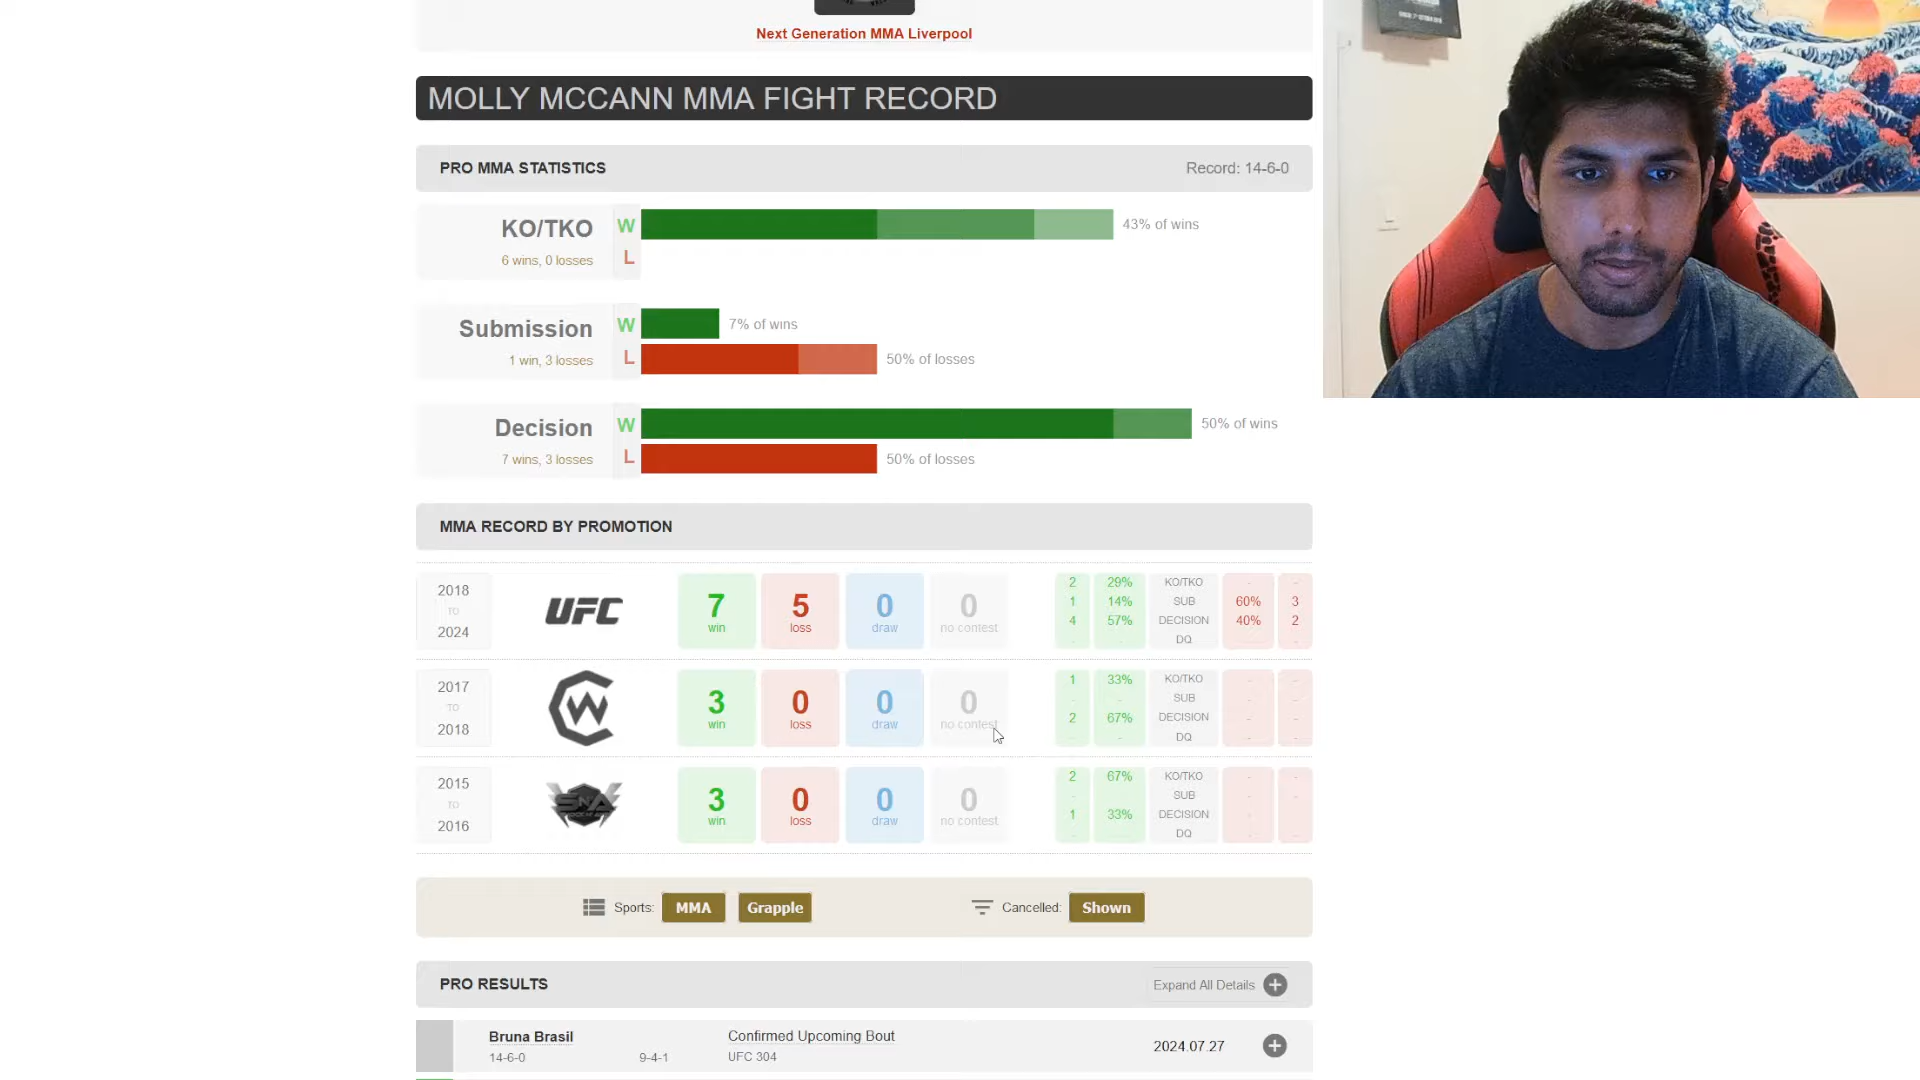 Next Generation MMA Liverpool
MOLLY MCCANN MMA FIGHT RECORD
PRO MMA STATISTICS
Record: 14-6-0
KO/TKO
6 wins, 0 losses
W
L
43% of wins
Submission
1 win, 3 losses
W
L
7% of wins
50% of losses
Decision
7 wins, 3 losses
W
L
50% of wins
50% of losses
MMA RECORD BY PROMOTION
2018
TO
2024
UFC
7
win
5
loss
0
draw
0
no contest
2 29% KO/TKO - -
1 14% SUB 60% 3
4 57% DECISION 40% 2
- - DQ - -
2017
TO
2018
CW
3
win
0
loss
0
draw
0
no contest
1 33% KO/TKO - -
- - SUB - -
2 67% DECISION - -
- - DQ - -
2015
TO
2016
3
win
0
loss
0
draw
0
no contest
2 67% KO/TKO - -
- - SUB - -
1 33% DECISION - -
- - DQ - -
Sports: MMA Grapple
Cancelled: Shown
PRO RESULTS
Expand All Details
Bruna Brasil
14-6-0
9-4-1
Confirmed Upcoming Bout
UFC 304
2024.07.27